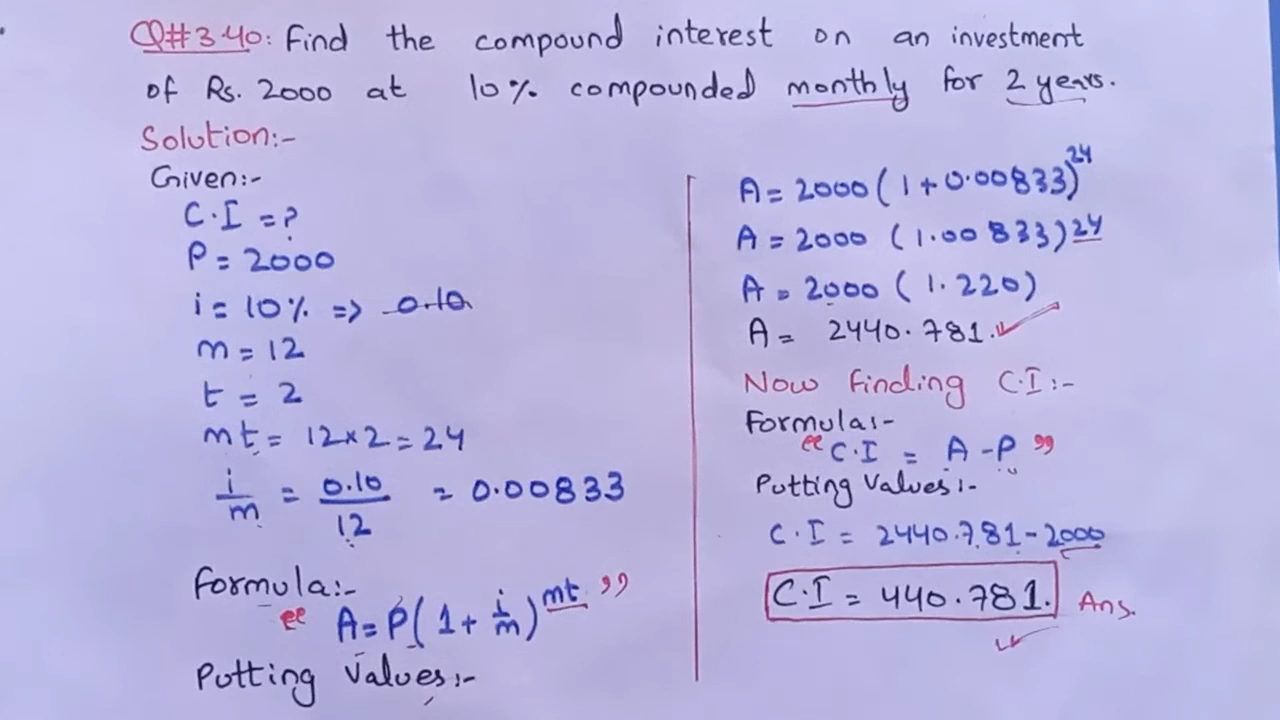 Q#3.40: Find the compound interest on an investment
of Rs. 2000 at 10% compounded monthly for 2 years.
Solution:-
Given:-
C.I = ?
P = 2000
i = 10% => 0.10
m = 12
t = 2
mt = 12×2 = 24
i/m = 0.10/12 = 0.00833
Formula:-
“ A = P(1 + i/m)^mt ”
Putting Values:-
A = 2000 (1 + 0.00833)^24
A = 2000 (1.00833)^24
A = 2000 (1.220)
A = 2440.781.
Now Finding C.I:-
Formula:-
“ C.I = A - P ”
Putting Values:-
C.I = 2440.781 - 2000
C.I = 440.781. Ans.